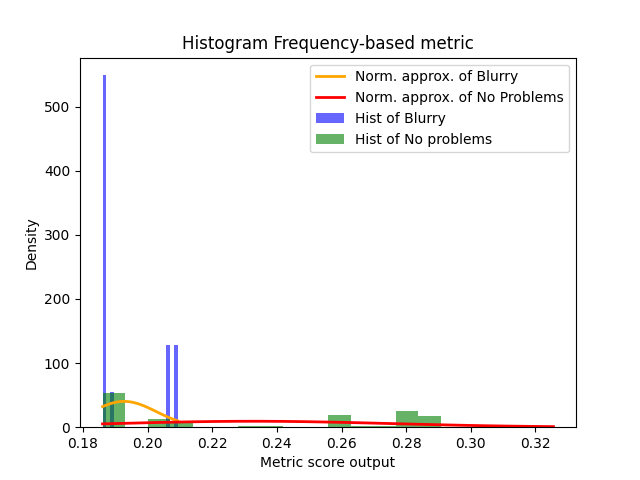 Histogram Frequency-based metric
Norm. approx. of Blurry
Norm. approx. of No Problems
Hist of Blurry
Hist of No problems
500
400
300
200
100
0
Density
0.18 0.20 0.22 0.24 0.26 0.28 0.30 0.32
Metric score output